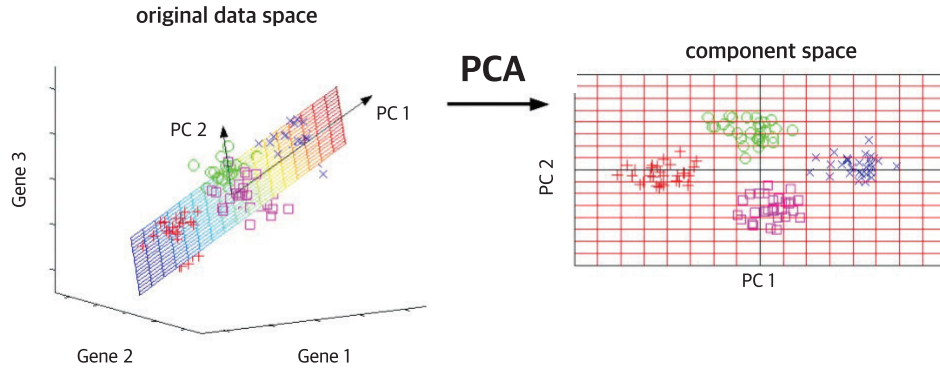 original data space
PCA
component space
PC 1
PC 2
Gene 3
Gene 2
Gene 1
PC 2
PC 1